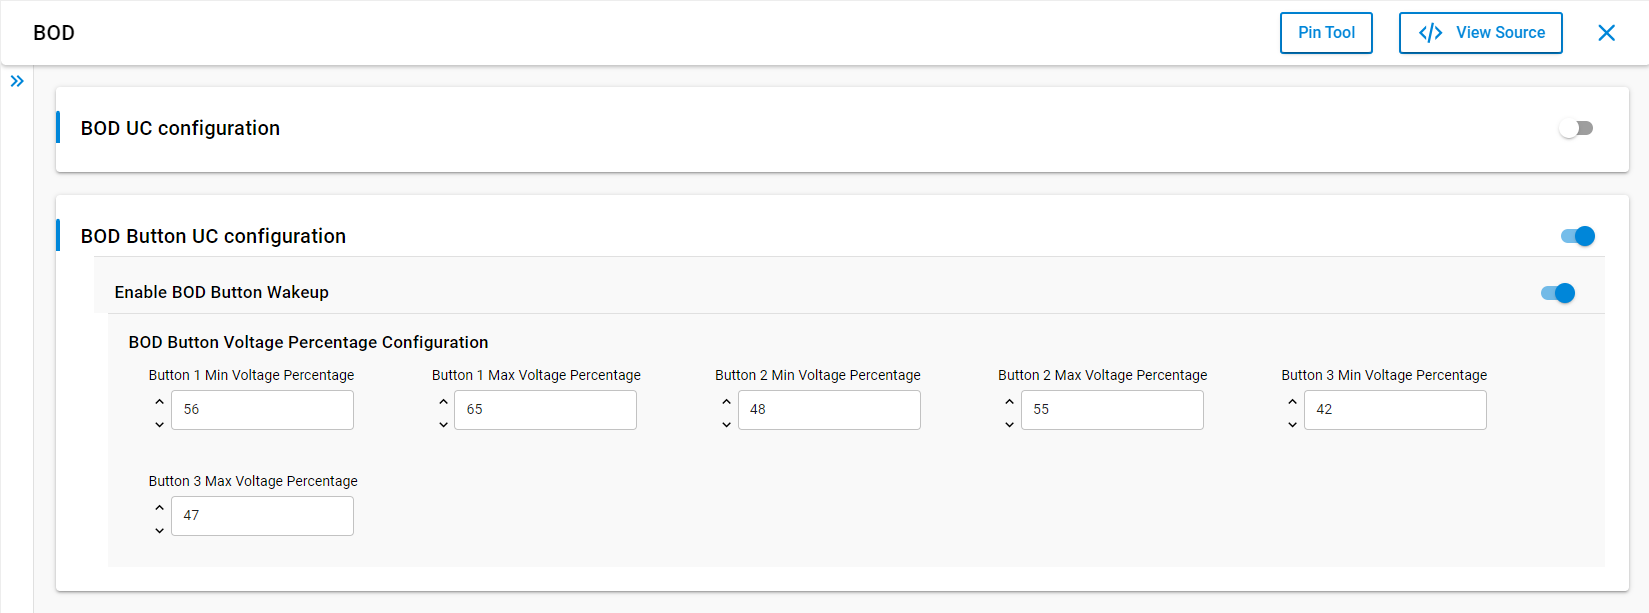 BOD
Pin Tool
</> View Source
BOD UC configuration
BOD Button UC configuration
Enable BOD Button Wakeup
BOD Button Voltage Percentage Configuration
Button 1 Min Voltage Percentage
56
Button 1 Max Voltage Percentage
65
Button 2 Min Voltage Percentage
48
Button 2 Max Voltage Percentage
55
Button 3 Min Voltage Percentage
42
Button 3 Max Voltage Percentage
47